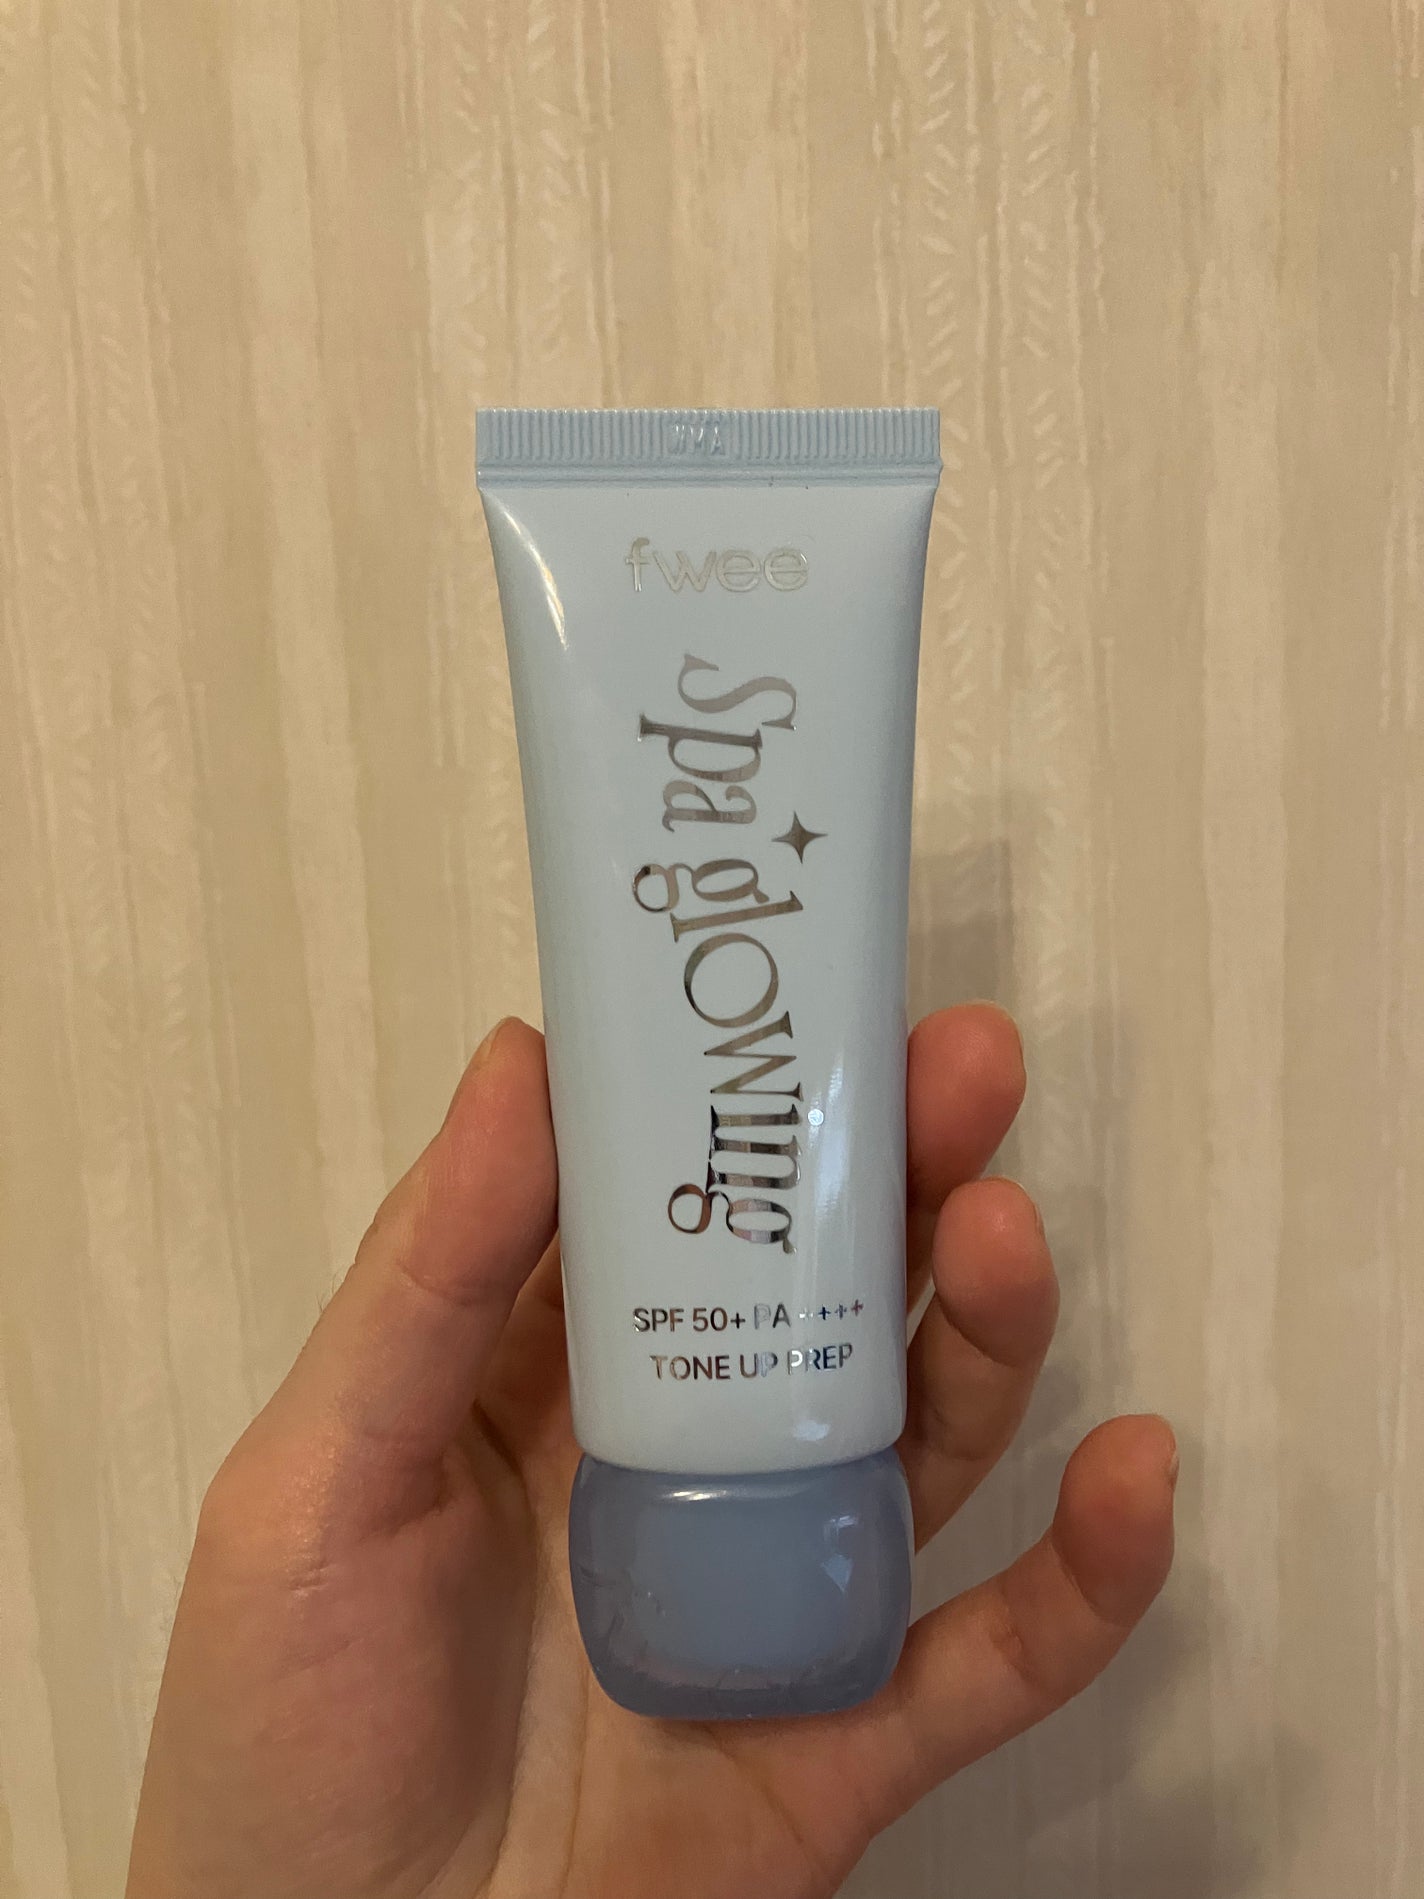 fwee
Spa glowing
SPF 50+ PA ++++
TONE UP PREP